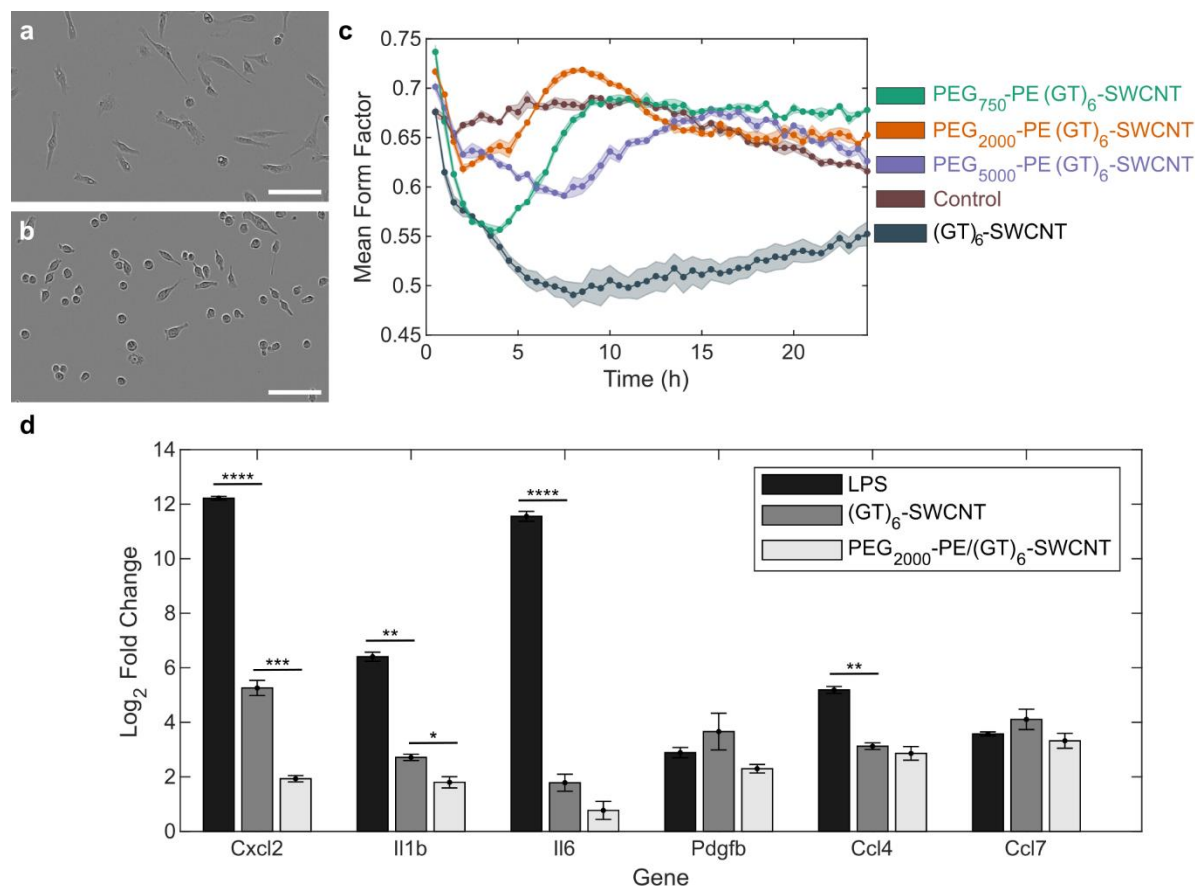 a
b
c
0.75
0.7
0.65
0.6
0.55
0.5
0.45
Mean Form Factor
0 5 10 15 20
Time (h)
PEG750-PE (GT)6-SWCNT
PEG2000-PE (GT)6-SWCNT
PEG5000-PE (GT)6-SWCNT
Control
(GT)6-SWCNT
d
14
12
10
8
6
4
2
0
Log2 Fold Change
**** *** ** * **** **
LPS
(GT)6-SWCNT
PEG2000-PE/(GT)6-SWCNT
Cxcl2 Il1b Il6 Pdgfb Ccl4 Ccl7
Gene